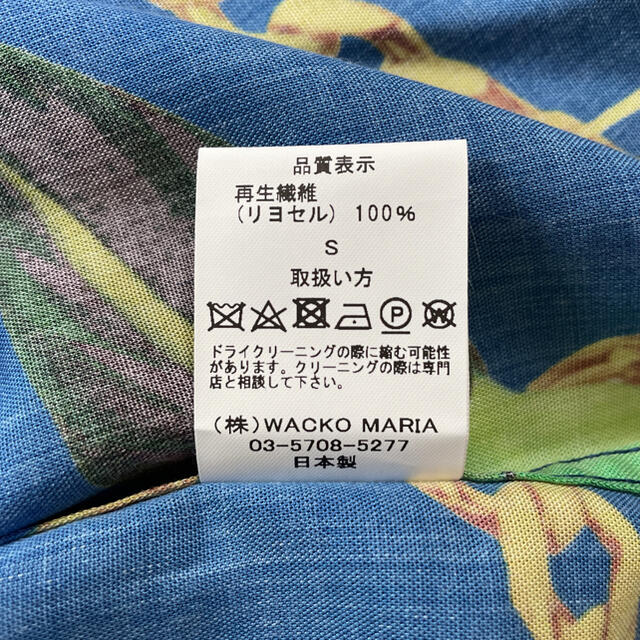 品質表示
再生繊維
(リヨセル) 100%
S
取扱い方
P W
ドライクリーニングの際に縮む可能性
があります。クリーニングの際は専門
店と相談して下さい。
(株)WACKO MARIA
03-5708-5277
日本製